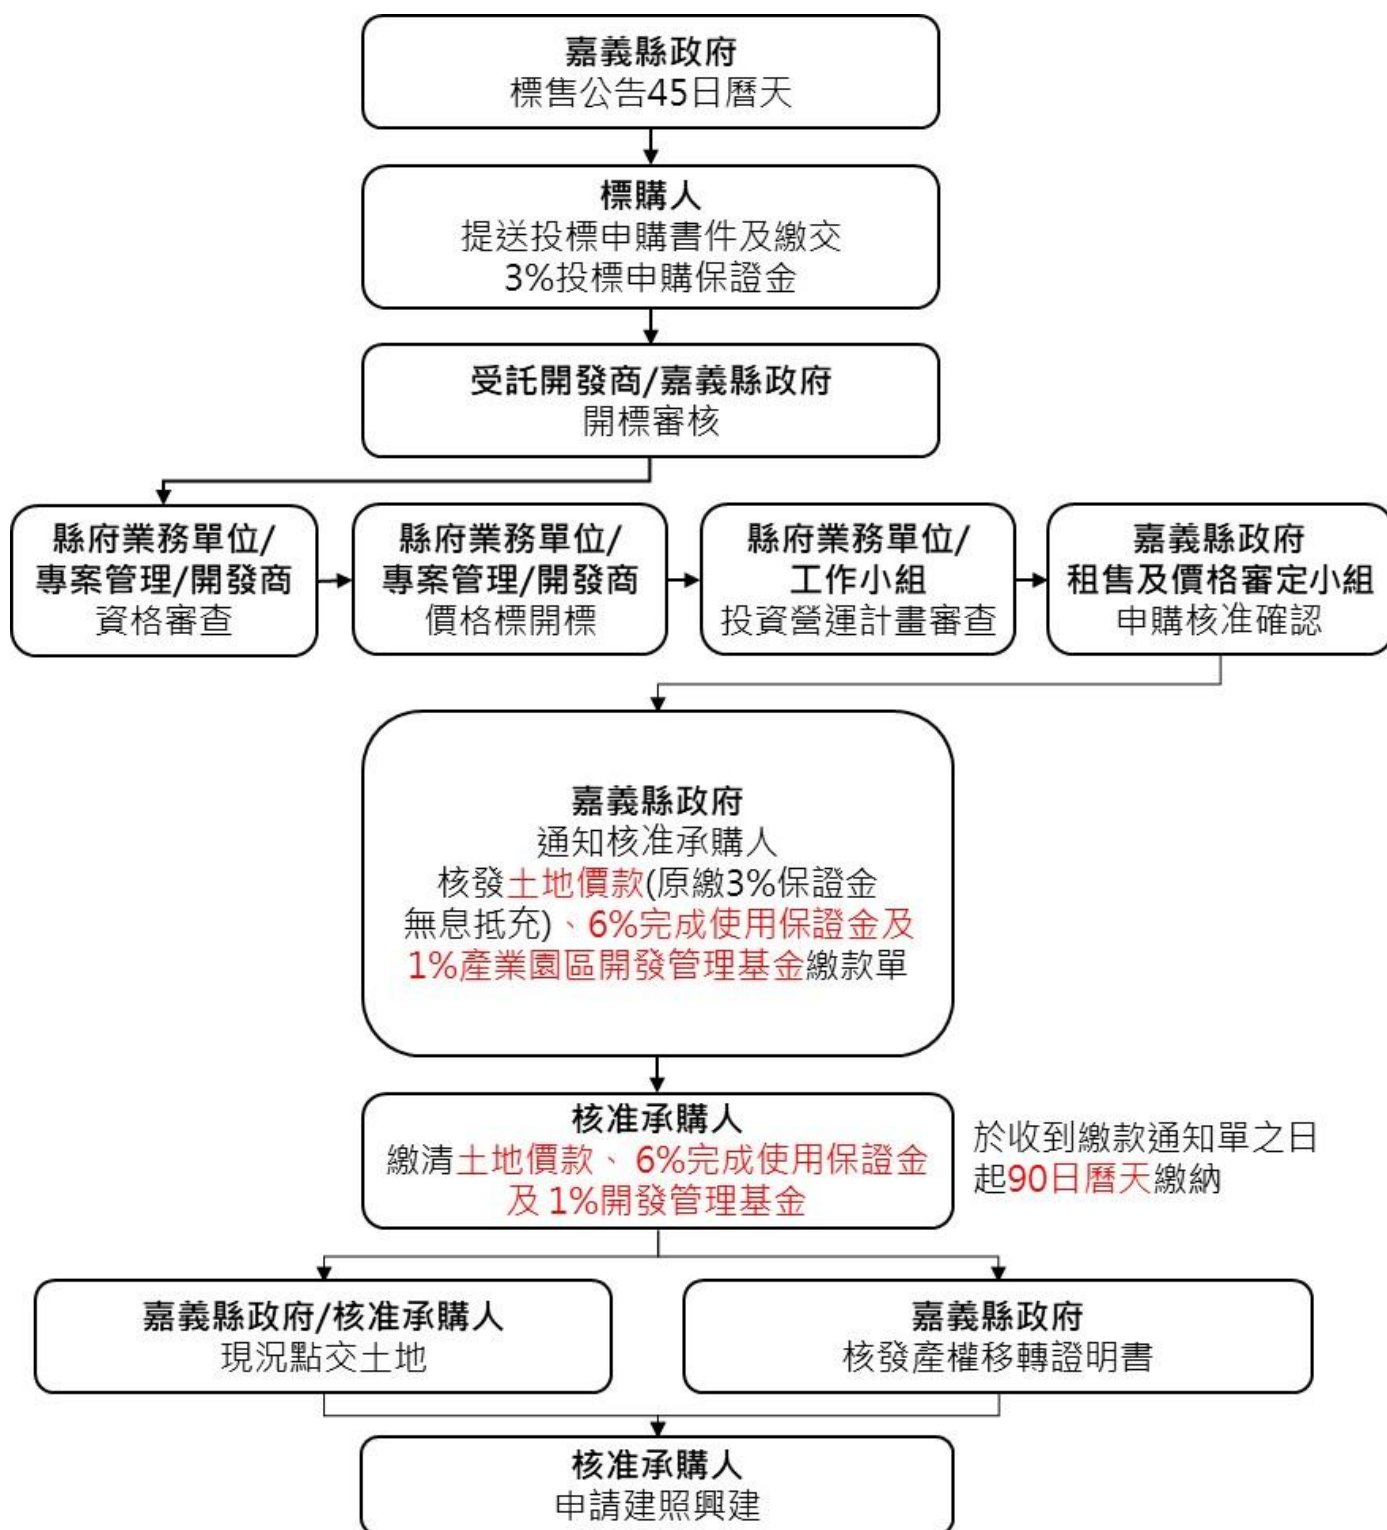 嘉義縣政府
標售公告45日曆天
標購人
提送投標申購書件及繳交
3%投標申購保證金
受託開發商/嘉義縣政府
開標審核
縣府業務單位/
專案管理/開發商
資格審查
縣府業務單位/
專案管理/開發商
價格標開標
縣府業務單位/
工作小組
投資營運計畫審查
嘉義縣政府
租售及價格審定小組
申購核准確認
嘉義縣政府
通知核准承購人
核發土地價款(原繳3%保證金
無息抵充)、6%完成使用保證金及
1%產業園區開發管理基金繳款單
核准承購人
繳清土地價款、 6%完成使用保證金
及 1%開發管理基金
於收到繳款通知單之日
起90日曆天繳納
嘉義縣政府/核准承購人
現況點交土地
嘉義縣政府
核發產權移轉證明書
核准承購人
申請建照興建